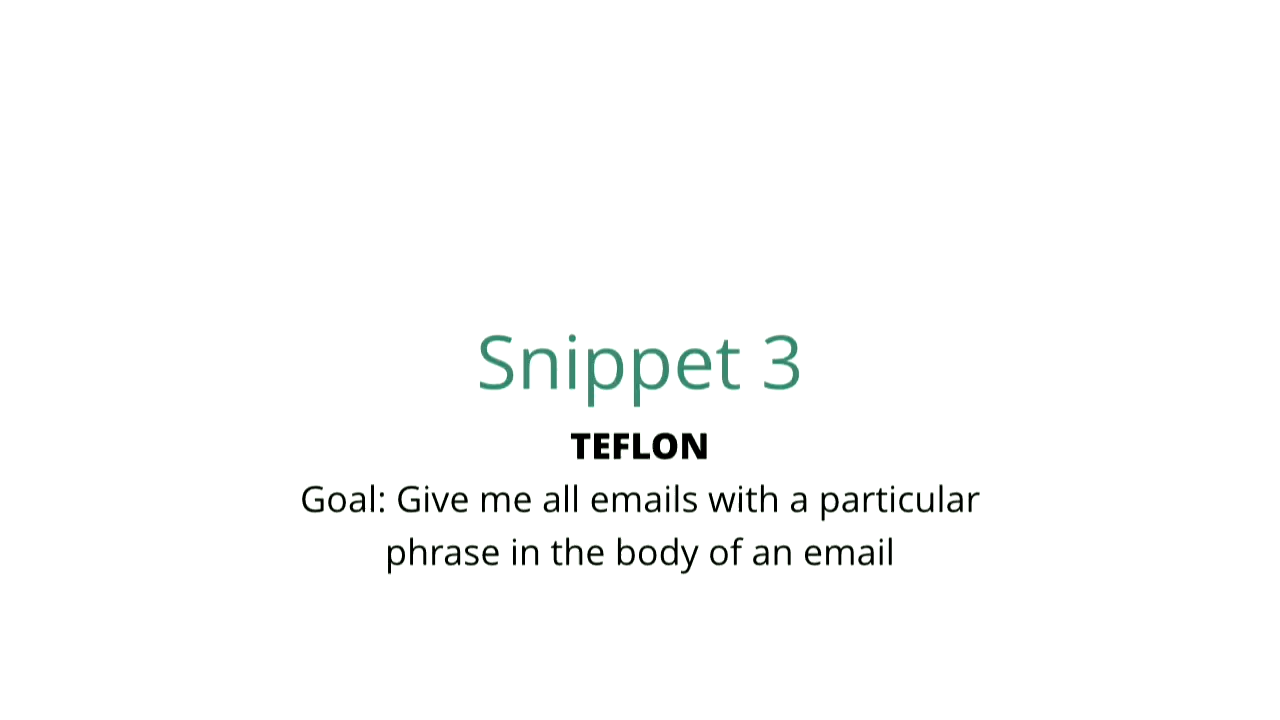 Snippet 3
TEFLON
Goal: Give me all emails with a particular
phrase in the body of an email